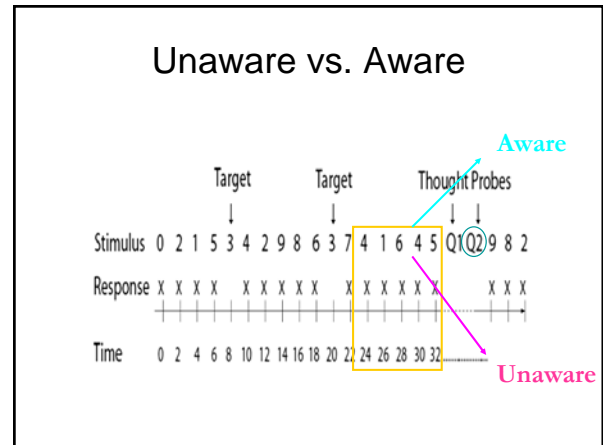 Unaware vs. Aware
Aware
Target Target Thought Probes
Stimulus 0 2 1 5 3 4 2 9 8 6 3 7 4 1 6 4 5 Q1 Q2 9 8 2
Response X X X X X X X X X X X X X X X X X
Time 0 2 4 6 8 10 12 14 16 18 20 22 24 26 28 30 32
Unaware